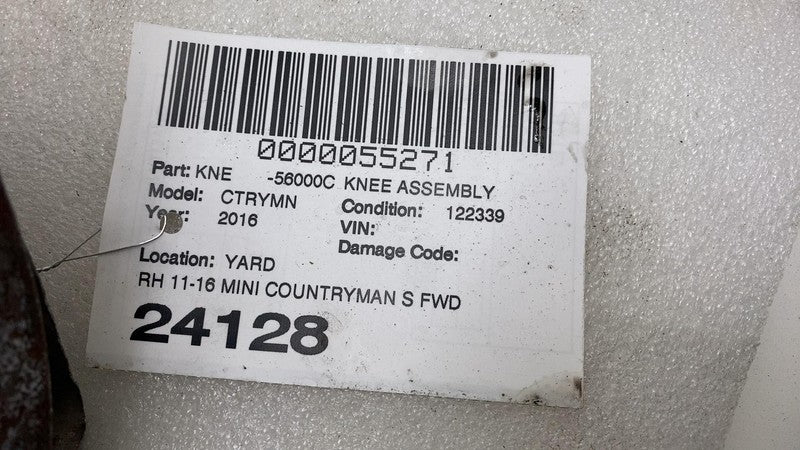 0000055271
Part: KNE -56000C KNEE ASSEMBLY
Model: CTRYMN Condition: 122339
Year: 2016 VIN:
Damage Code:
Location: YARD
RH 11-16 MINI COUNTRYMAN S FWD
24128